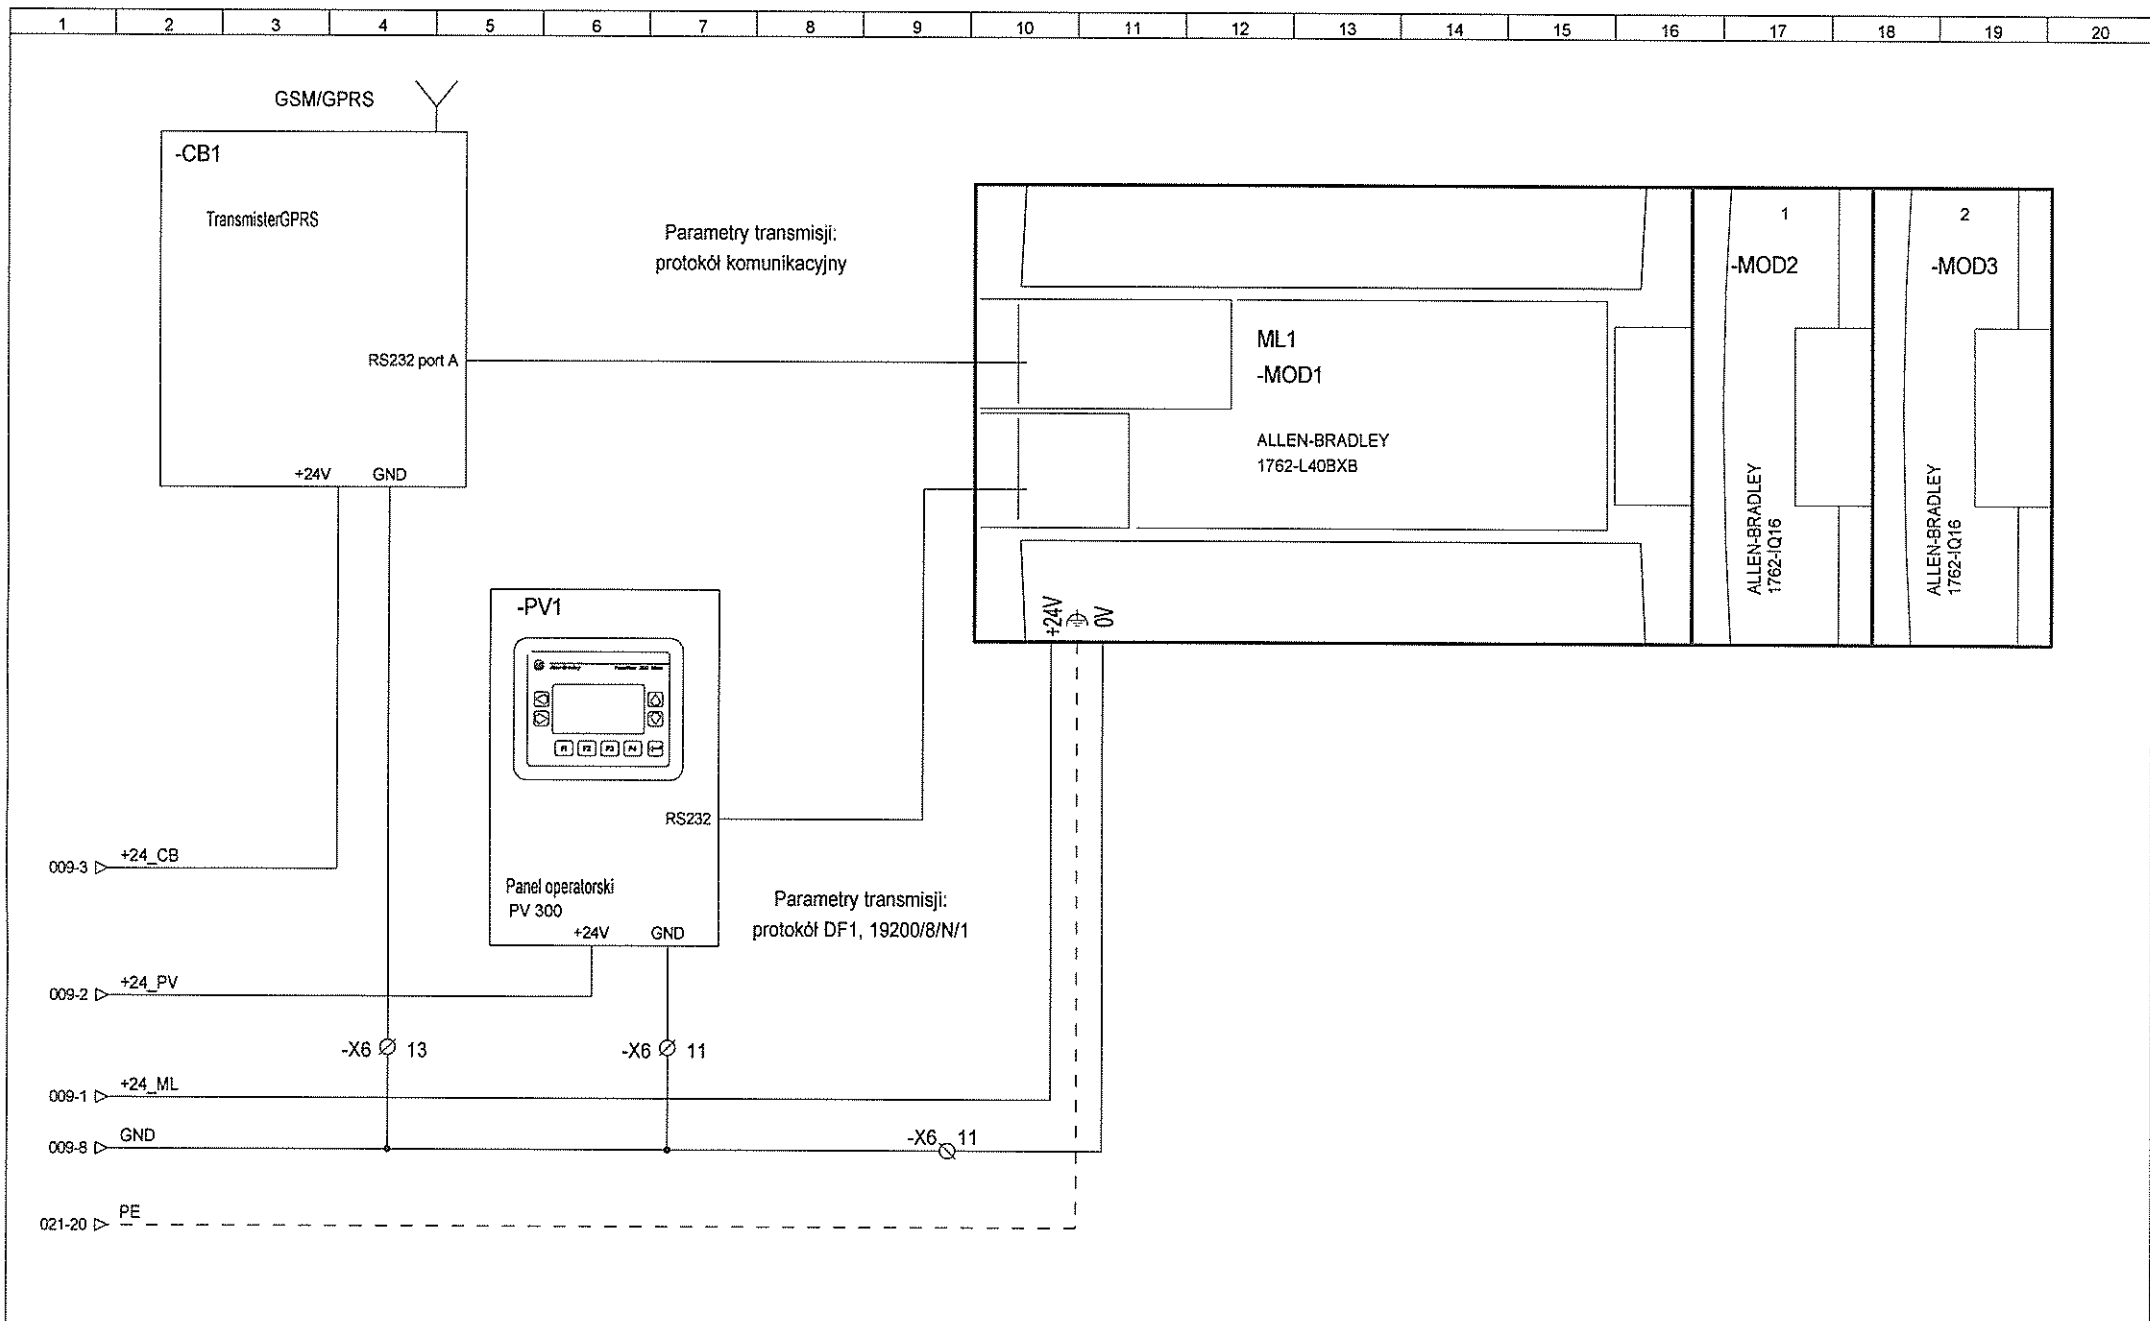 1 2 3 4 5 6 7 8 9 10 11 12 13 14 15 16 17 18 19 20
GSM/GPRS
-CB1
TransmisterGPRS
RS232 port A
+24V GND
Parametry transmisji:
protokół komunikacyjny
ML1
-MOD1
ALLEN-BRADLEY
1762-L40BXB
+24V
0V
1
-MOD2
ALLEN-BRADLEY
1762-IQ16
2
-MOD3
ALLEN-BRADLEY
1762-IQ16
-PV1
F1 F2 F3 F4
RS232
Panel operatorski
PV 300
+24V GND
Parametry transmisji:
protokół DF1, 19200/8/N/1
009-3 +24_CB
009-2 +24_PV
-X6 13
-X6 11
009-1 +24_ML
009-8 GND
-X6 11
021-20 PE